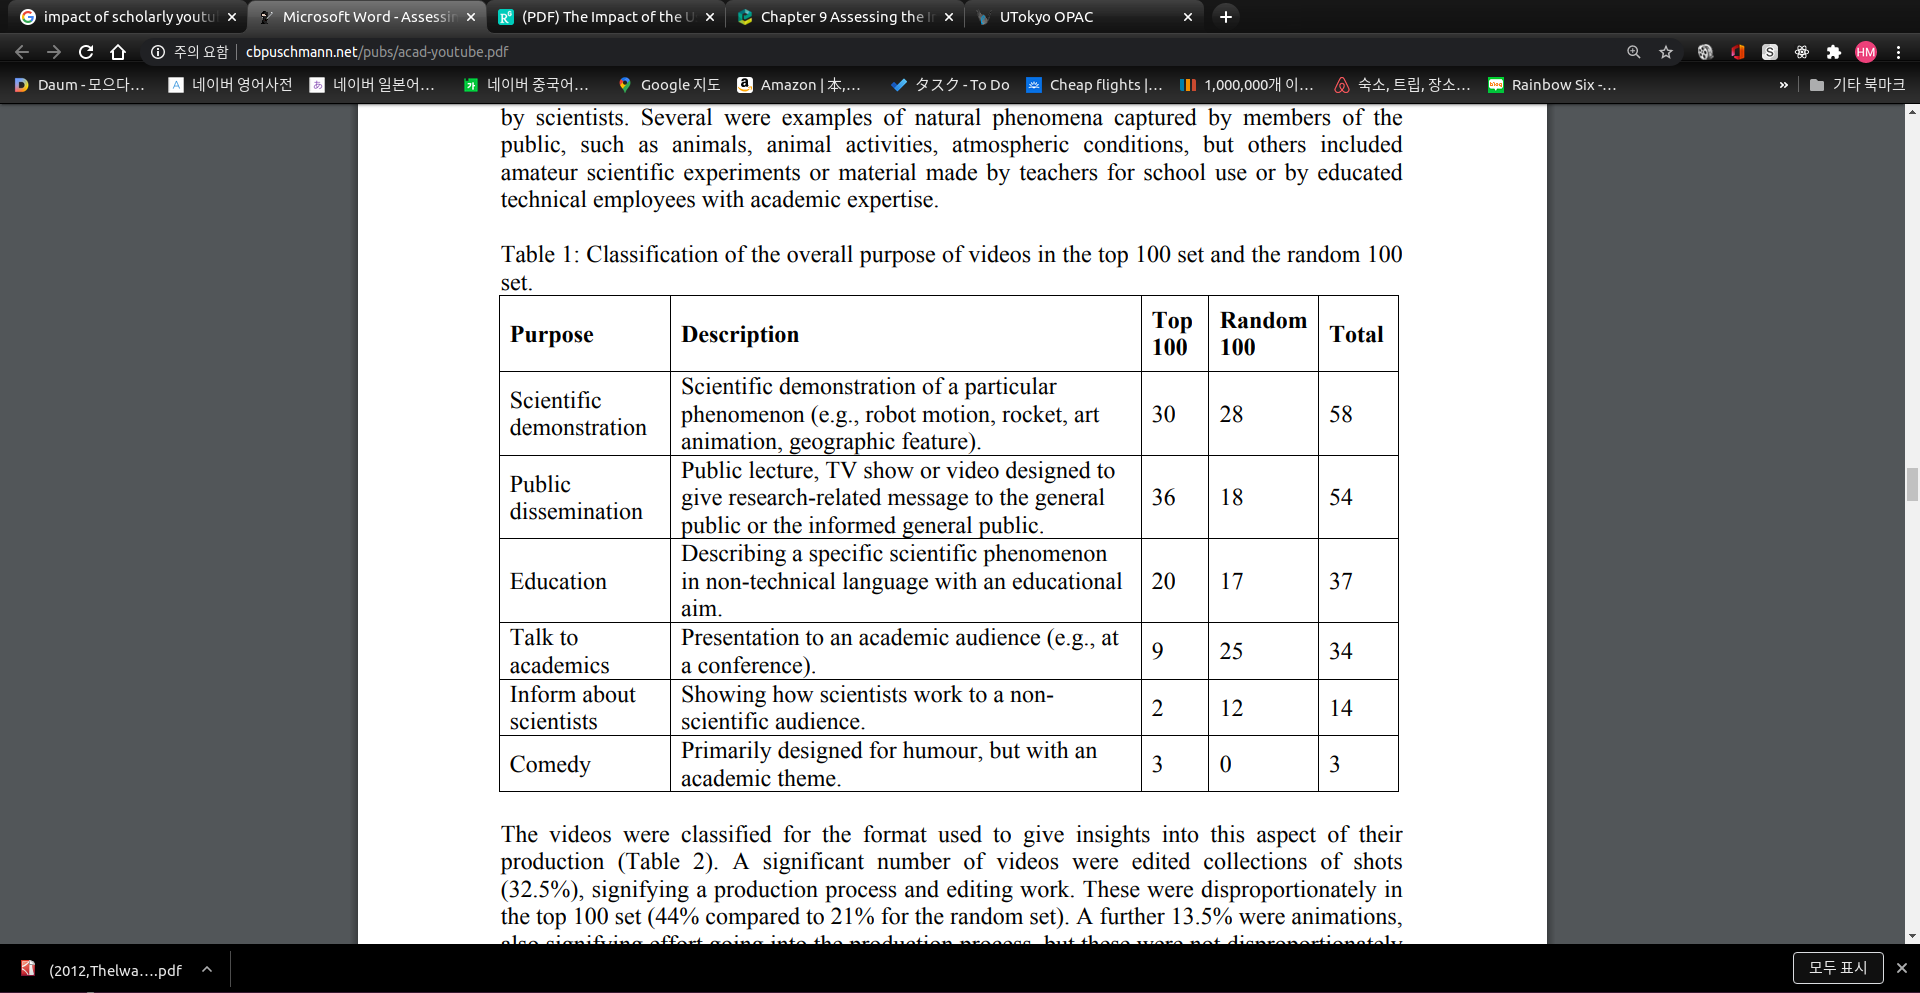 impact of scholarly youtu
Microsoft Word - Assessin
(PDF) The Impact of the U
Chapter 9 Assessing the I
UTokyo OPAC
주의 요함 cbpuschmann.net/pubs/acad-youtube.pdf
HM
Daum - 모으다... 네이버 영어사전 네이버 일본어... 네이버 중국어... Google 지도 Amazon | 本,... タスク - To Do Cheap flights |... 1,000,000개 이... 숙소, 트립, 장소... Rainbow Six -... » 기타 북마크
by scientists. Several were examples of natural phenomena captured by members of the
public, such as animals, animal activities, atmospheric conditions, but others included
amateur scientific experiments or material made by teachers for school use or by educated
technical employees with academic expertise.
Table 1: Classification of the overall purpose of videos in the top 100 set and the random 100
set.
Purpose Description Top 100 Random 100 Total
Scientific demonstration Scientific demonstration of a particular
phenomenon (e.g., robot motion, rocket, art
animation, geographic feature). 30 28 58
Public dissemination Public lecture, TV show or video designed to
give research-related message to the general
public or the informed general public. 36 18 54
Education Describing a specific scientific phenomenon
in non-technical language with an educational
aim. 20 17 37
Talk to academics Presentation to an academic audience (e.g., at
a conference). 9 25 34
Inform about scientists Showing how scientists work to a non-
scientific audience. 2 12 14
Comedy Primarily designed for humour, but with an
academic theme. 3 0 3
The videos were classified for the format used to give insights into this aspect of their
production (Table 2). A significant number of videos were edited collections of shots
(32.5%), signifying a production process and editing work. These were disproportionately in
the top 100 set (44% compared to 21% for the random set). A further 13.5% were animations,
also signifying effort going into the production process, but these were not disproportionately
(2012,Thelwa....pdf
모두 표시